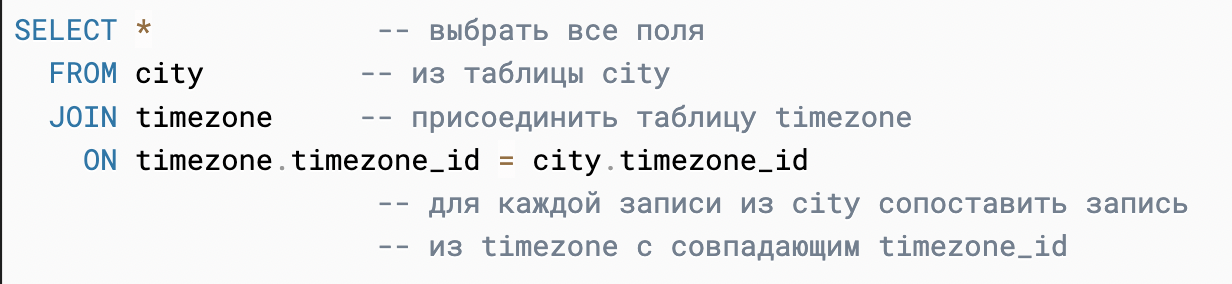 SELECT * -- выбрать все поля
FROM city -- из таблицы city
JOIN timezone -- присоединить таблицу timezone
ON timezone.timezone_id = city.timezone_id
-- для каждой записи из city сопоставить запись
-- из timezone с совпадающим timezone_id